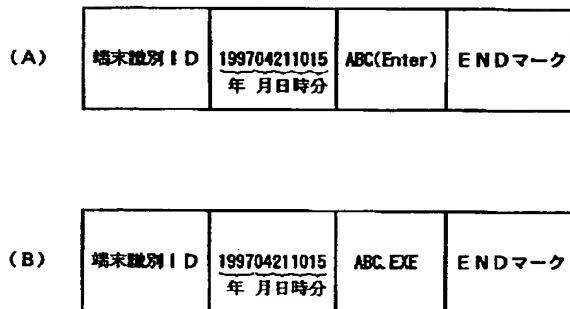 (A) 端末識別ID 199704211015 ABC(Enter) ENDマーク
年 月日時分
(B) 端末識別ID 199704211015 ABC.EXE ENDマーク
年 月日時分